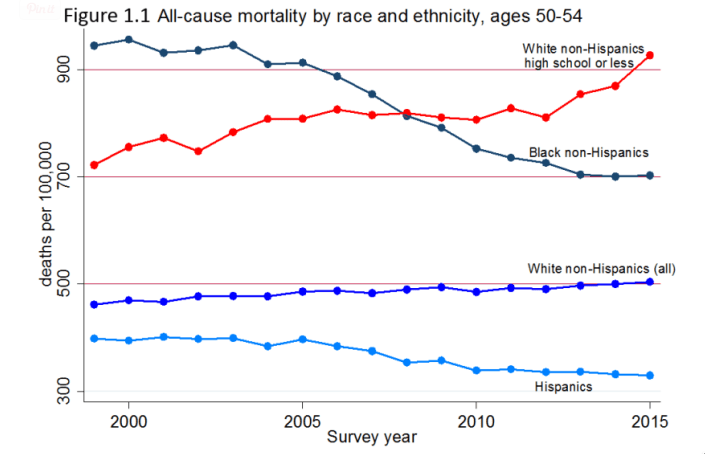 Figure 1.1 All-cause mortality by race and ethnicity, ages 50-54
White non-Hispanics
high school or less
Black non-Hispanics
White non-Hispanics (all)
Hispanics
deaths per 100,000
900
700
500
300
2000
2005
2010
2015
Survey year